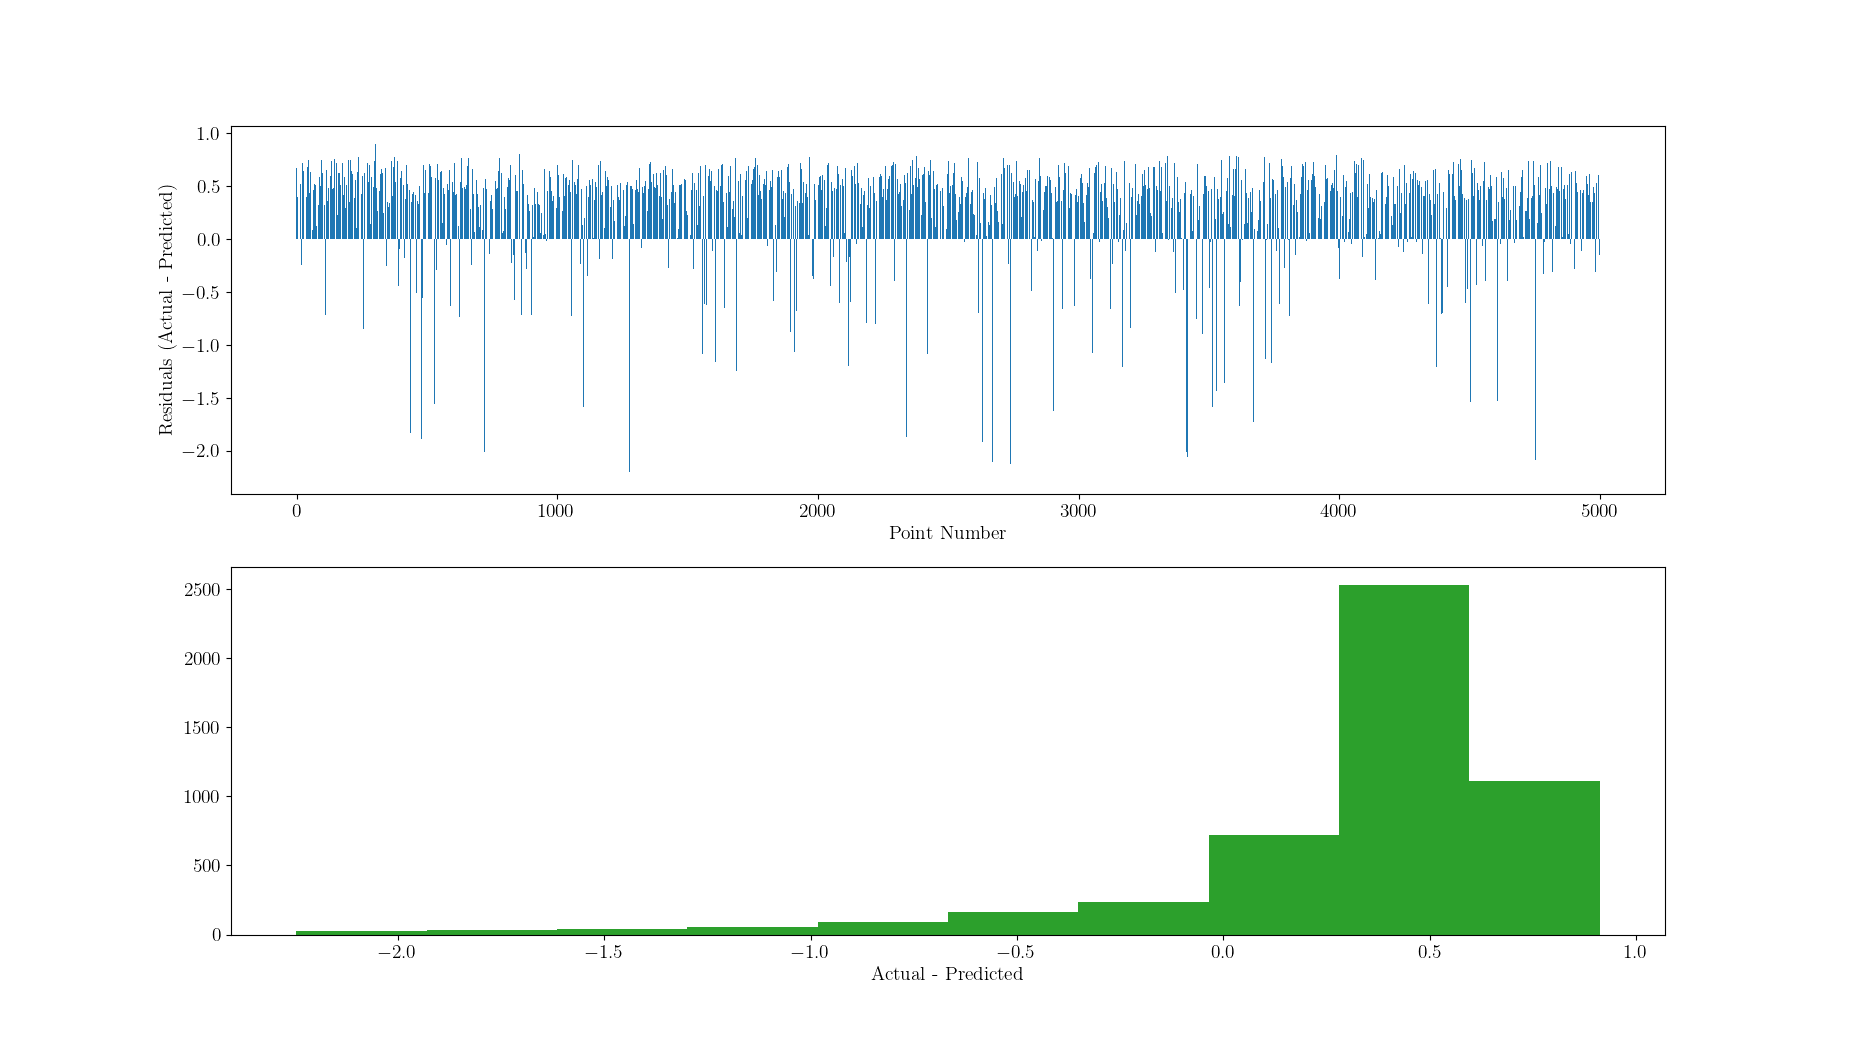 1.0
0.5
0.0
−0.5
−1.0
−1.5
−2.0
Residuals (Actual - Predicted)
0 1000 2000 3000 4000 5000
Point Number
2500
2000
1500
1000
500
0
−2.0 −1.5 −1.0 −0.5 0.0 0.5 1.0
Actual - Predicted